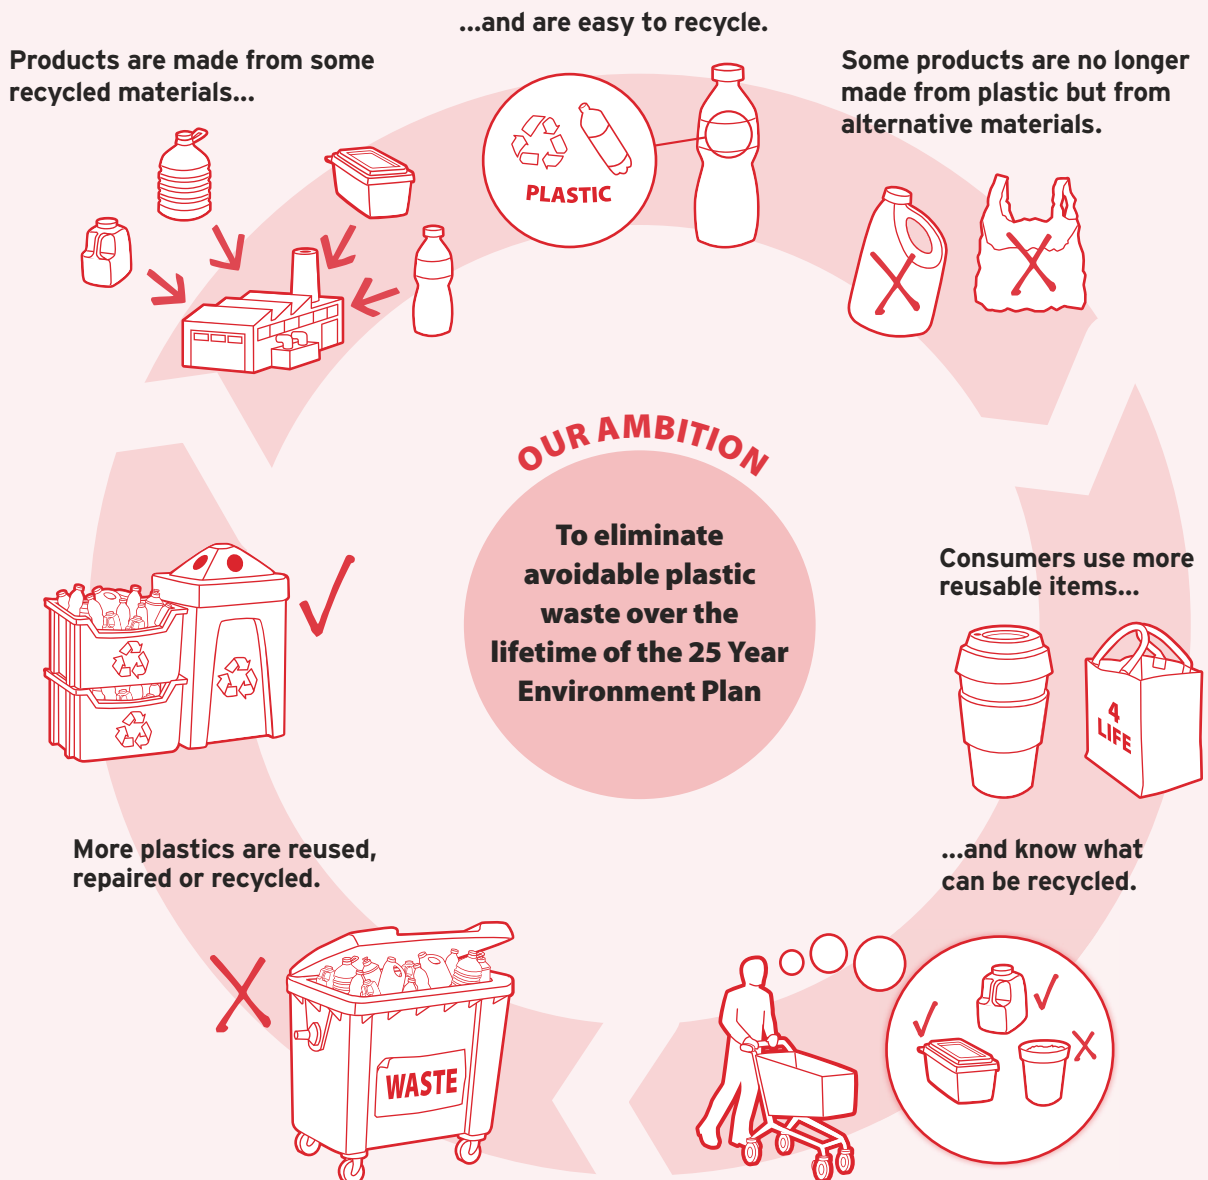 ...and are easy to recycle.
Products are made from some
recycled materials...
Some products are no longer
made from plastic but from
alternative materials.
PLASTIC
OUR AMBITION
To eliminate
avoidable plastic
waste over the
lifetime of the 25 Year
Environment Plan
Consumers use more
reusable items...
4
LIFE
...and know what
can be recycled.
More plastics are reused,
repaired or recycled.
WASTE